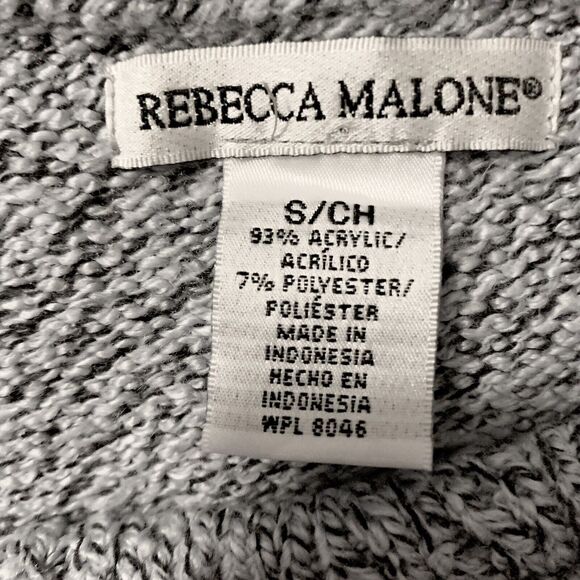 REBECCA MALONE®
S/CH
93% ACRYLIC/
ACRÍLICO
7% POLYESTER/
POLIÉSTER
MADE IN
INDONESIA
HECHO EN
INDONESIA
WPL 8046